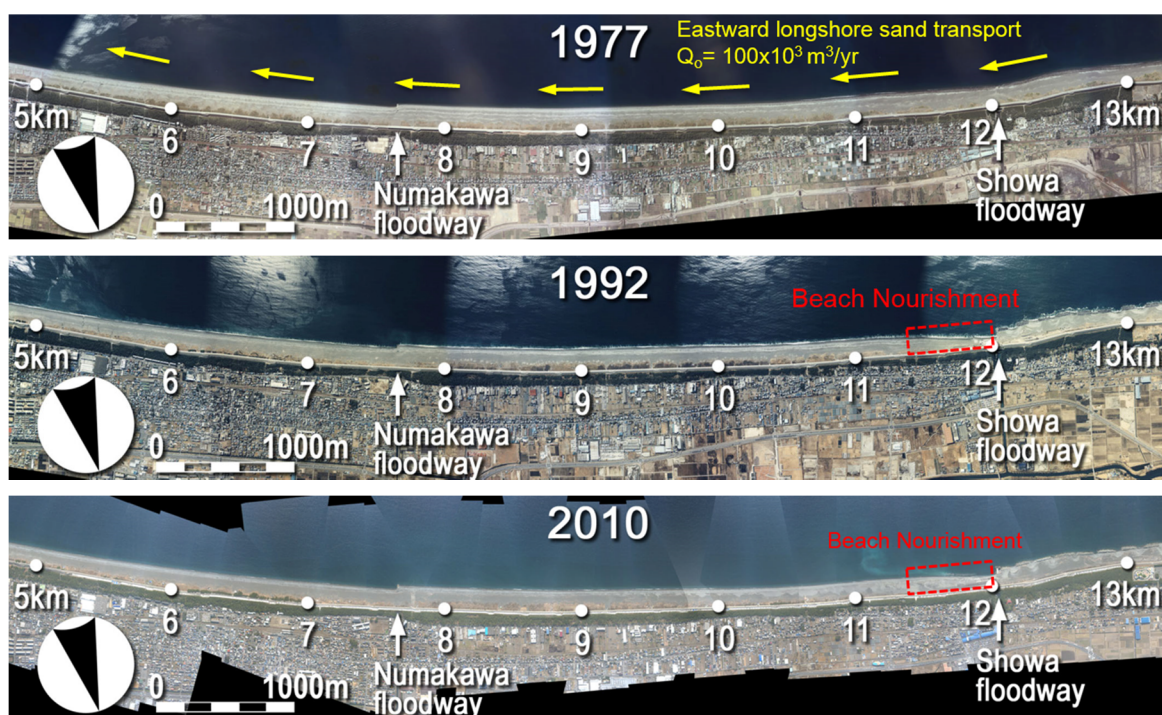 1977
Eastward longshore sand transport
Qo= 100x10³ m³/yr
5km
6
7
8
9
10
11
12
13km
Numakawa
floodway
Showa
floodway
0
1000m
1992
Beach Nourishment
5km
6
7
8
9
10
11
12
13km
Numakawa
floodway
Showa
floodway
0
1000m
2010
Beach Nourishment
5km
6
7
8
9
10
11
12
13km
Numakawa
floodway
Showa
floodway
0
1000m